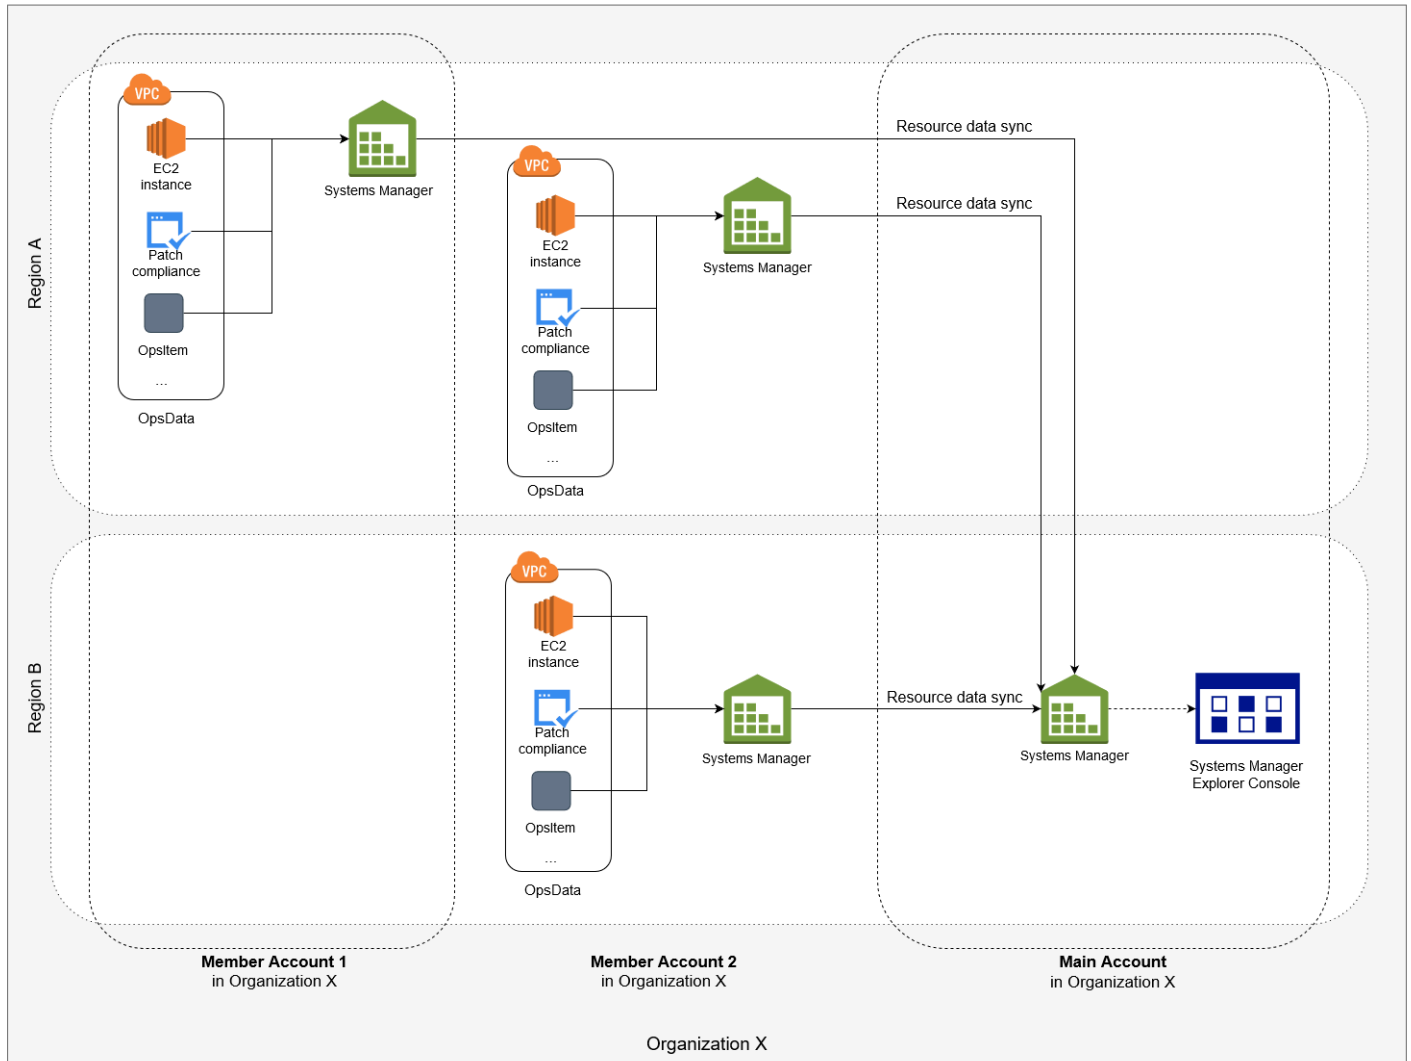 VPC
EC2
instance
Patch
compliance
OpsItem
...
OpsData
Systems Manager
VPC
EC2
instance
Patch
compliance
OpsItem
...
OpsData
Systems Manager
Resource data sync
Resource data sync
Region A
VPC
EC2
instance
Patch
compliance
OpsItem
...
OpsData
Systems Manager
Resource data sync
Systems Manager
Systems Manager
Explorer Console
Region B
Member Account 1
in Organization X
Member Account 2
in Organization X
Main Account
in Organization X
Organization X